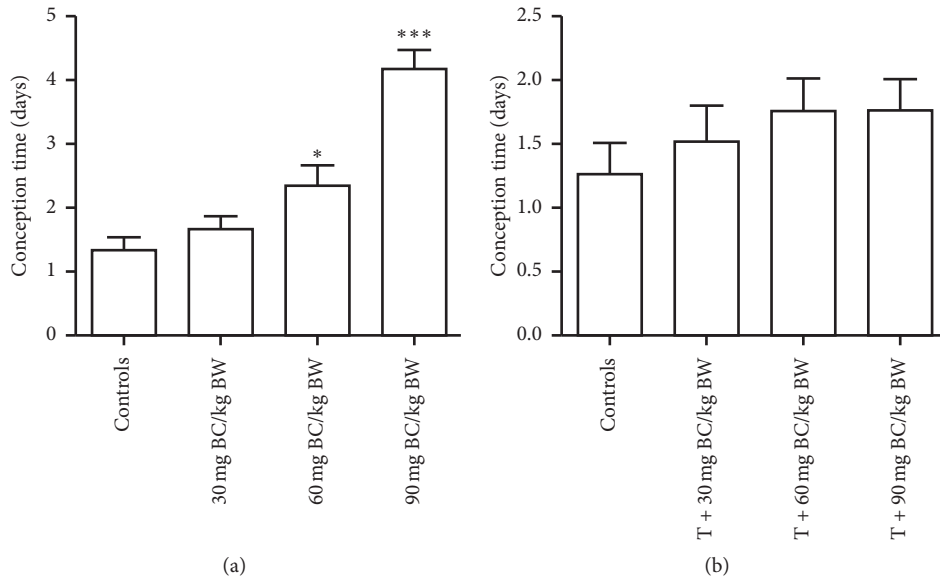 Conception time (days)
5
4
3
2
1
0
*
***
Controls
30 mg BC/kg BW
60 mg BC/kg BW
90 mg BC/kg BW
(a)
Conception time (days)
2.5
2.0
1.5
1.0
0.5
0.0
Controls
T + 30 mg BC/kg BW
T + 60 mg BC/kg BW
T + 90 mg BC/kg BW
(b)